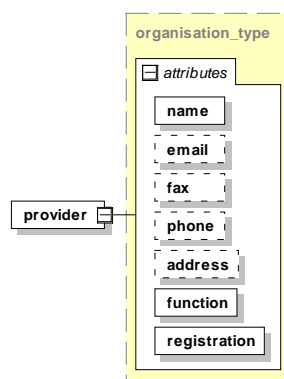 organisation_type
attributes
name
email
fax
phone
provider
address
function
registration